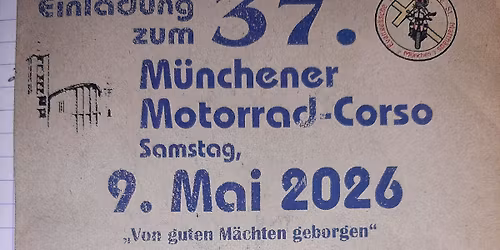 Einladung
zum 37.
Münchener
Motorrad-Corso
Samstag,
9. Mai 2026
„Von guten Mächten geborgen“